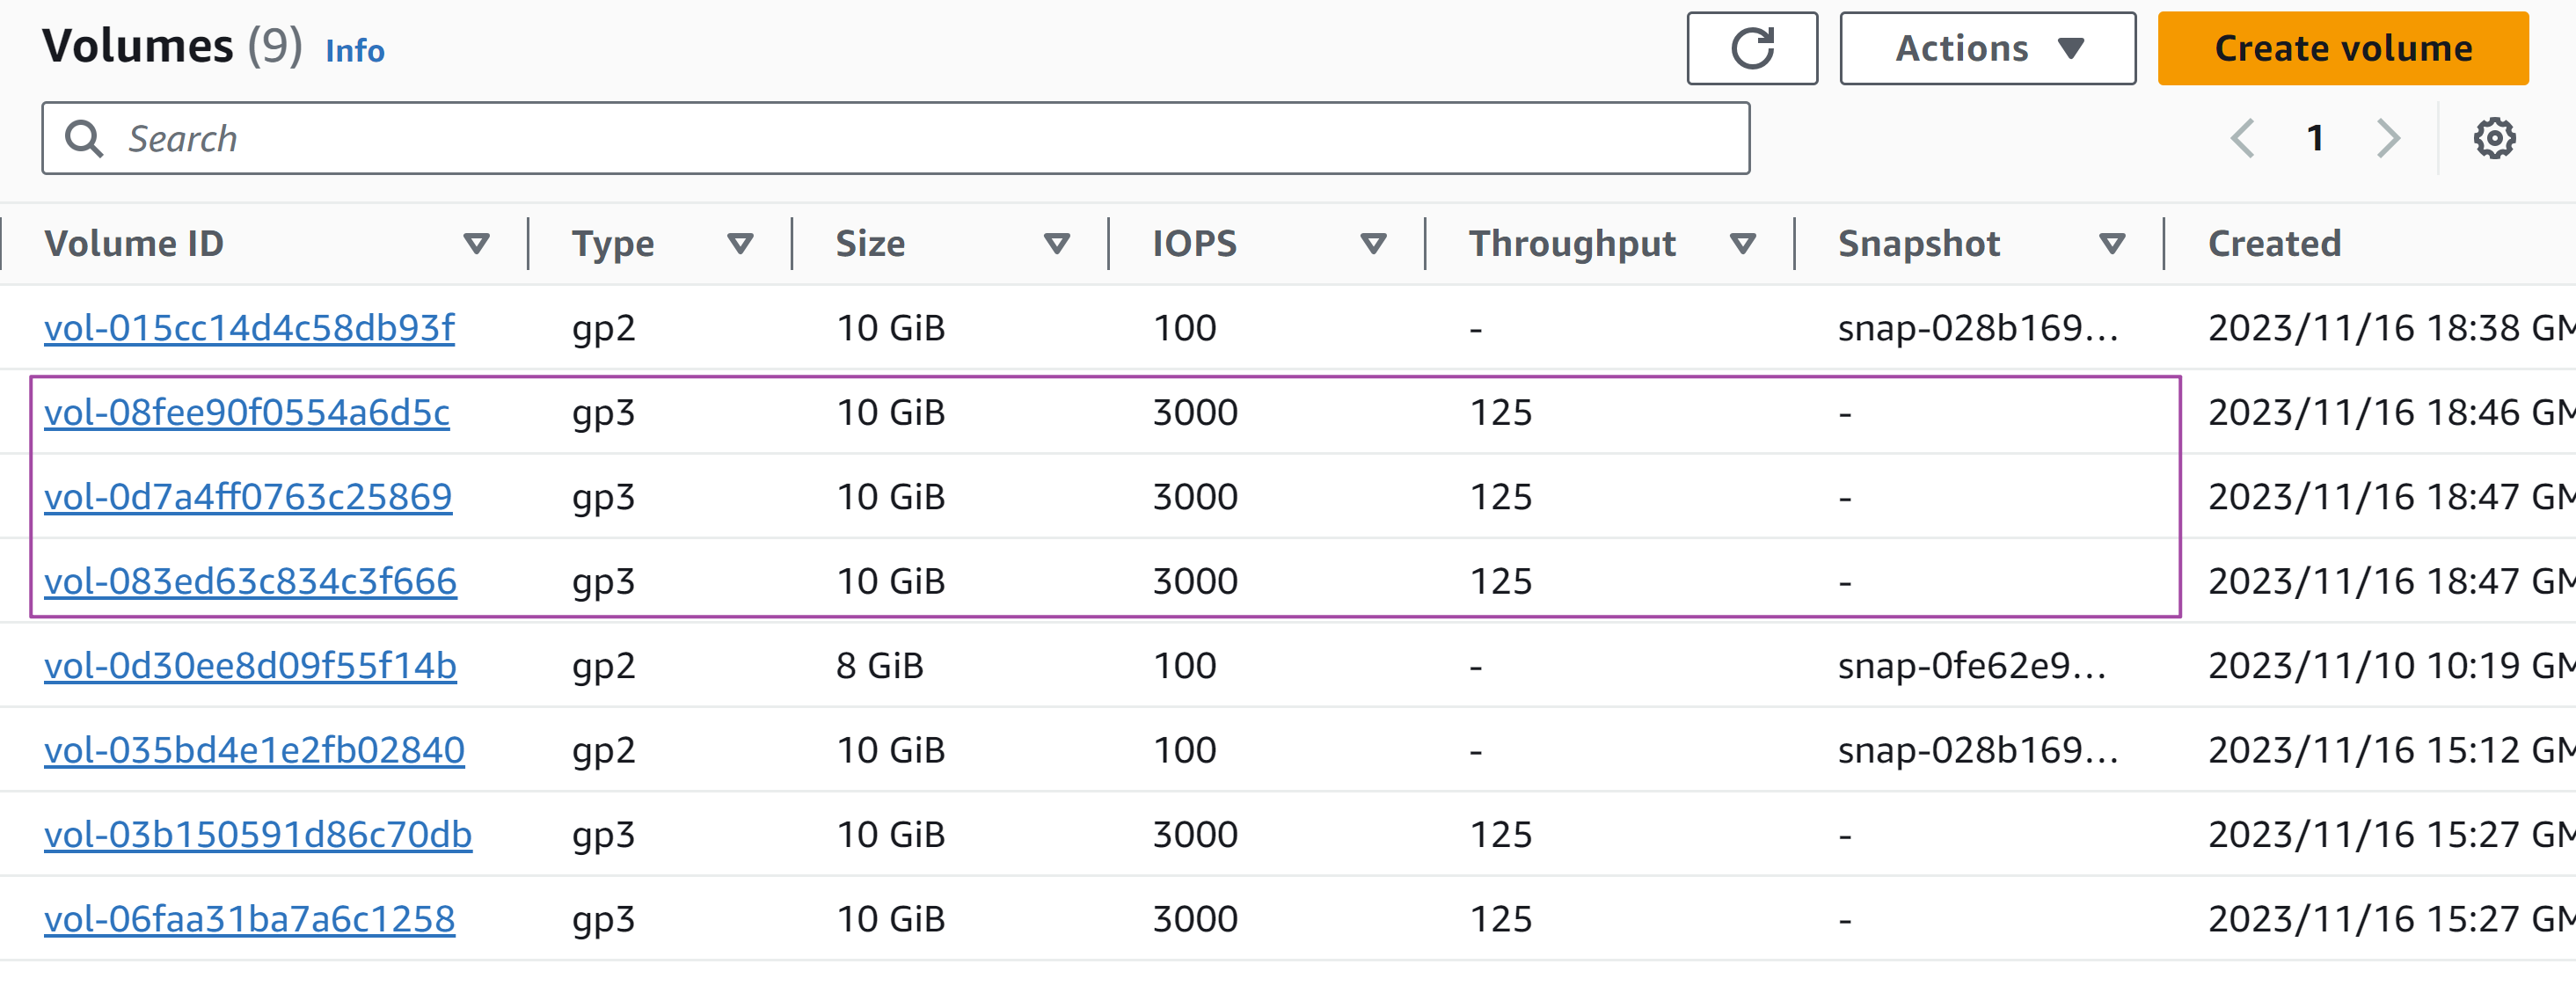 Volumes (9) Info Actions Create volume
Search 1
Volume ID Type Size IOPS Throughput Snapshot Created
vol-015cc14d4c58db93f gp2 10 GiB 100 - snap-028b169... 2023/11/16 18:38 GM
vol-08fee90f0554a6d5c gp3 10 GiB 3000 125 - 2023/11/16 18:46 GM
vol-0d7a4ff0763c25869 gp3 10 GiB 3000 125 - 2023/11/16 18:47 GM
vol-083ed63c834c3f666 gp3 10 GiB 3000 125 - 2023/11/16 18:47 GM
vol-0d30ee8d09f55f14b gp2 8 GiB 100 - snap-0fe62e9... 2023/11/10 10:19 GM
vol-035bd4e1e2fb02840 gp2 10 GiB 100 - snap-028b169... 2023/11/16 15:12 GM
vol-03b150591d86c70db gp3 10 GiB 3000 125 - 2023/11/16 15:27 GM
vol-06faa31ba7a6c1258 gp3 10 GiB 3000 125 - 2023/11/16 15:27 GM